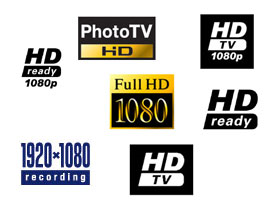 PhotoTV
HD
HD
TV
1080p
HD
ready
1080p
Full HD
1080
HD
ready
1920×1080
recording
HD
TV